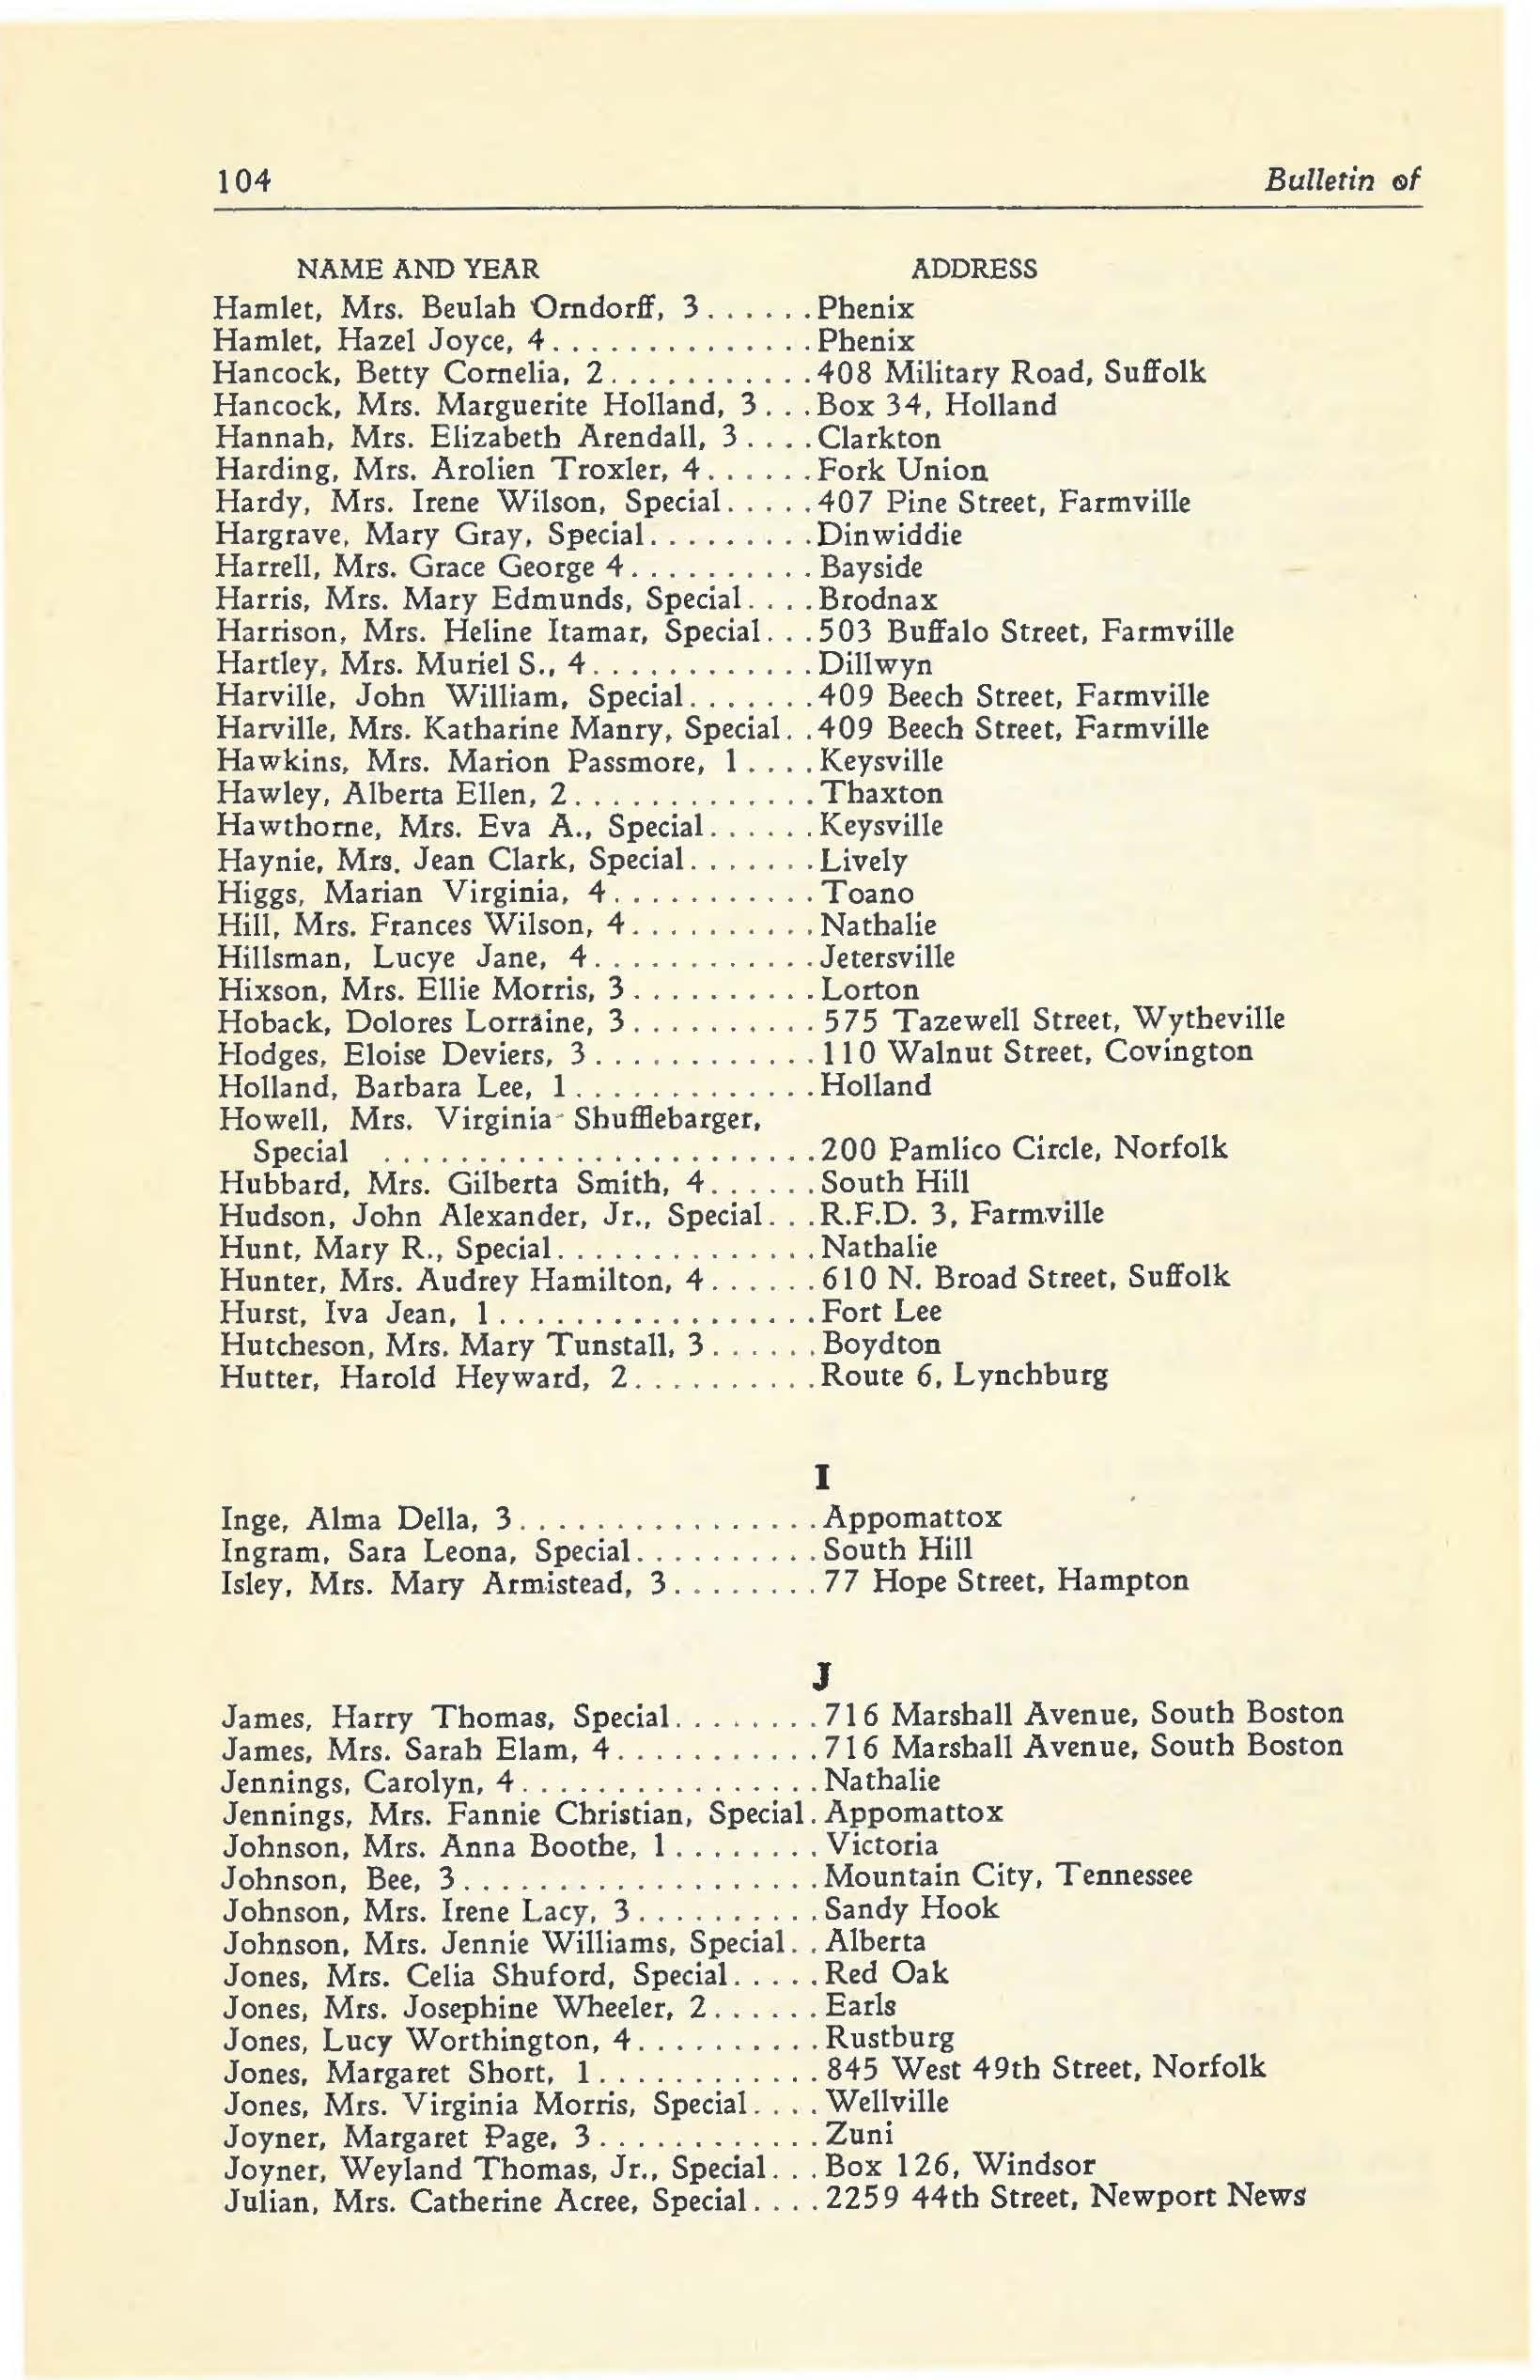 104 Bulletin of
NAME AND YEAR ADDRESS
Hamlet, Mrs. Beulah Orndorff, 3......Phenix
Hamlet, Hazel Joyce, 4..............Phenix
Hancock, Betty Cornelia, 2...........408 Military Road, Suffolk
Hancock, Mrs. Marguerite Holland, 3...Box 34, Holland
Hannah, Mrs. Elizabeth Arendall, 3....Clarkton
Harding, Mrs. Arolien Troxler, 4......Fork Union
Hardy, Mrs. Irene Wilson, Special.....407 Pine Street, Farmville
Hargrave, Mary Gray, Special.........Dinwiddie
Harrell, Mrs. Grace George 4..........Bayside
Harris, Mrs. Mary Edmunds, Special....Brodnax
Harrison, Mrs. Heline Itamar, Special...503 Buffalo Street, Farmville
Hartley, Mrs. Muriel S., 4............Dillwyn
Harville, John William, Special.......409 Beech Street, Farmville
Harville, Mrs. Katharine Manry, Special..409 Beech Street, Farmville
Hawkins, Mrs. Marion Passmore, 1....Keysville
Hawley, Alberta Ellen, 2.............Thaxton
Hawthorne, Mrs. Eva A., Special......Keysville
Haynie, Mrs. Jean Clark, Special.......Lively
Higgs, Marian Virginia, 4...........Toano
Hill, Mrs. Frances Wilson, 4..........Nathalie
Hillsman, Lucye Jane, 4............Jetersville
Hixson, Mrs. Ellie Morris, 3..........Lorton
Hoback, Dolores Lorraine, 3..........575 Tazewell Street, Wytheville
Hodges, Eloise Deviers, 3............110 Walnut Street, Covington
Holland, Barbara Lee, 1.............Holland
Howell, Mrs. Virginia Shufflebarger,
Special .......................200 Pamlico Circle, Norfolk
Hubbard, Mrs. Gilberta Smith, 4......South Hill
Hudson, John Alexander, Jr., Special...R.F.D. 3, Farmville
Hunt, Mary R., Special..............Nathalie
Hunter, Mrs. Audrey Hamilton, 4......610 N. Broad Street, Suffolk
Hurst, Iva Jean, 1.................Fort Lee
Hutcheson, Mrs. Mary Tunstall, 3......Boydton
Hutter, Harold Heyward, 2..........Route 6, Lynchburg
I
Inge, Alma Della, 3................Appomattox
Ingram, Sara Leona, Special..........South Hill
Isley, Mrs. Mary Armistead, 3........77 Hope Street, Hampton
J
James, Harry Thomas, Special........716 Marshall Avenue, South Boston
James, Mrs. Sarah Elam, 4...........716 Marshall Avenue, South Boston
Jennings, Carolyn, 4................Nathalie
Jennings, Mrs. Fannie Christian, Special.Appomattox
Johnson, Mrs. Anna Boothe, 1........Victoria
Johnson, Bee, 3...................Mountain City, Tennessee
Johnson, Mrs. Irene Lacy, 3..........Sandy Hook
Johnson, Mrs. Jennie Williams, Special..Alberta
Jones, Mrs. Celia Shuford, Special.....Red Oak
Jones, Mrs. Josephine Wheeler, 2......Earls
Jones, Lucy Worthington, 4..........Rustburg
Jones, Margaret Short, 1............845 West 49th Street, Norfolk
Jones, Mrs. Virginia Morris, Special....Wellville
Joyner, Margaret Page, 3............Zuni
Joyner, Weyland Thomas, Jr., Special...Box 126, Windsor
Julian, Mrs. Catherine Acree, Special....2259 44th Street, Newport News